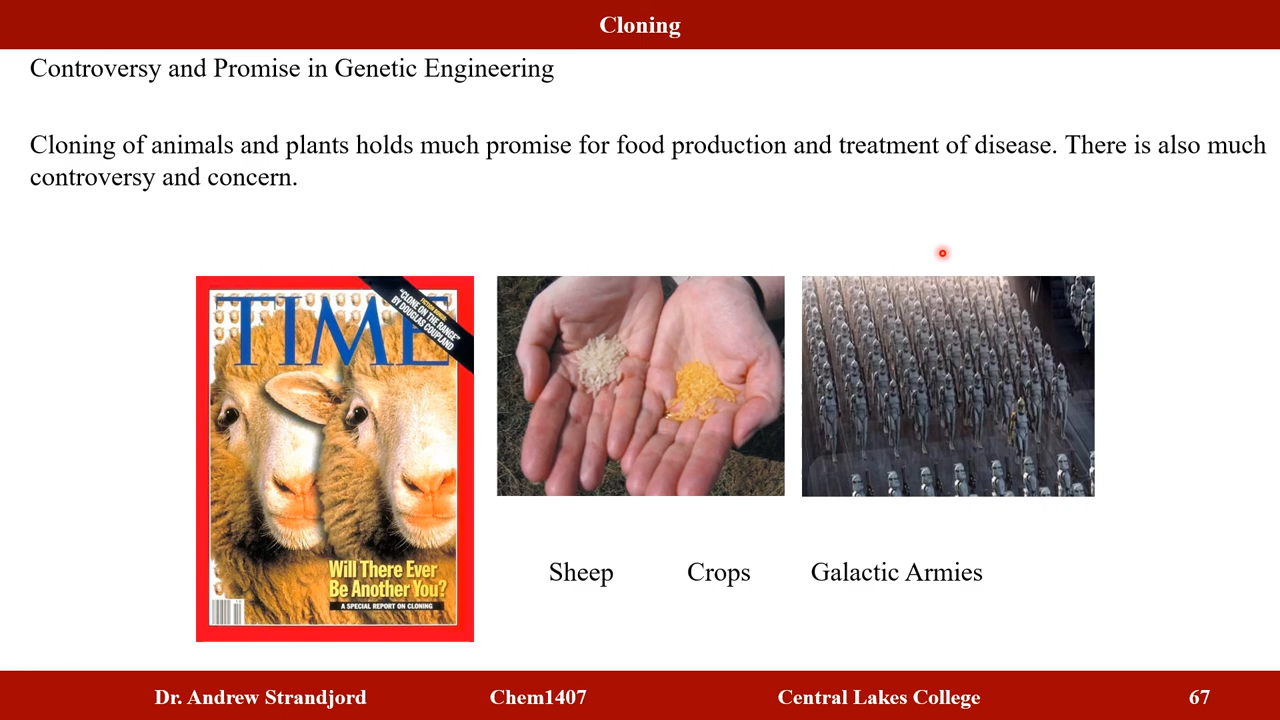 Cloning
Controversy and Promise in Genetic Engineering
Cloning of animals and plants holds much promise for food production and treatment of disease. There is also much
controversy and concern.
TIME
FICTION BONUS:
"CLONE ON THE RANGE"
BY DOUGLAS COUPLAND
Will There Ever
Be Another You?
A SPECIAL REPORT ON CLONING
Sheep Crops Galactic Armies
Dr. Andrew Strandjord Chem1407 Central Lakes College 67